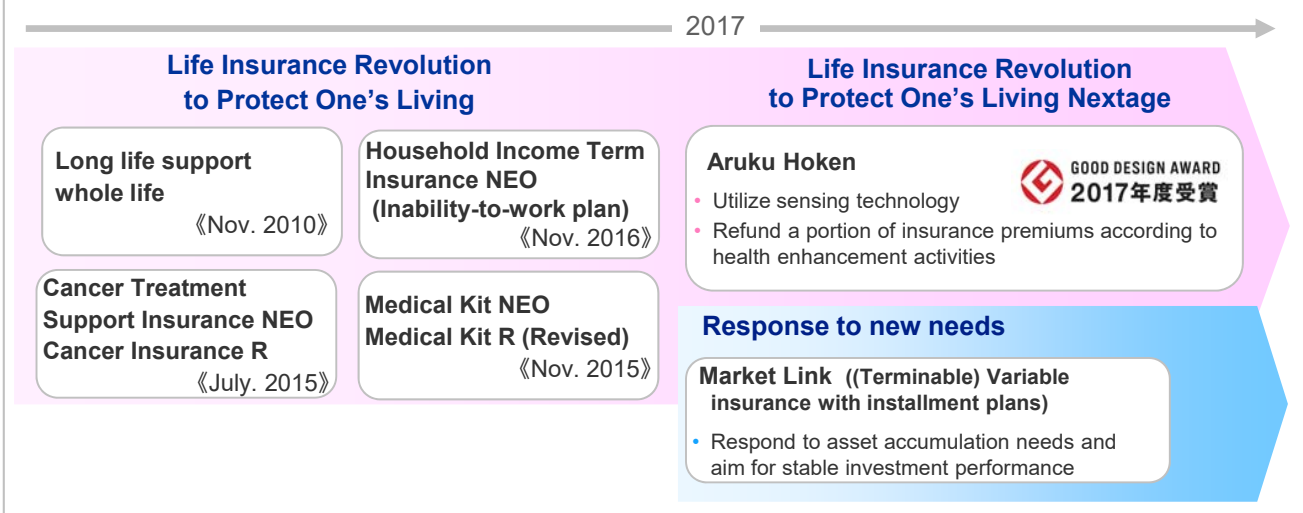 2017
Life Insurance Revolution
to Protect One's Living
Long life support
whole life
《Nov. 2010》
Household Income Term
Insurance NEO
(Inability-to-work plan)
《Nov. 2016》
Cancer Treatment
Support Insurance NEO
Cancer Insurance R
《July. 2015》
Medical Kit NEO
Medical Kit R (Revised)
《Nov. 2015》
Life Insurance Revolution
to Protect One's Living Nextage
Aruku Hoken
GOOD DESIGN AWARD
2017年度受賞
• Utilize sensing technology
• Refund a portion of insurance premiums according to
health enhancement activities
Response to new needs
Market Link ((Terminable) Variable
insurance with installment plans)
• Respond to asset accumulation needs and
aim for stable investment performance